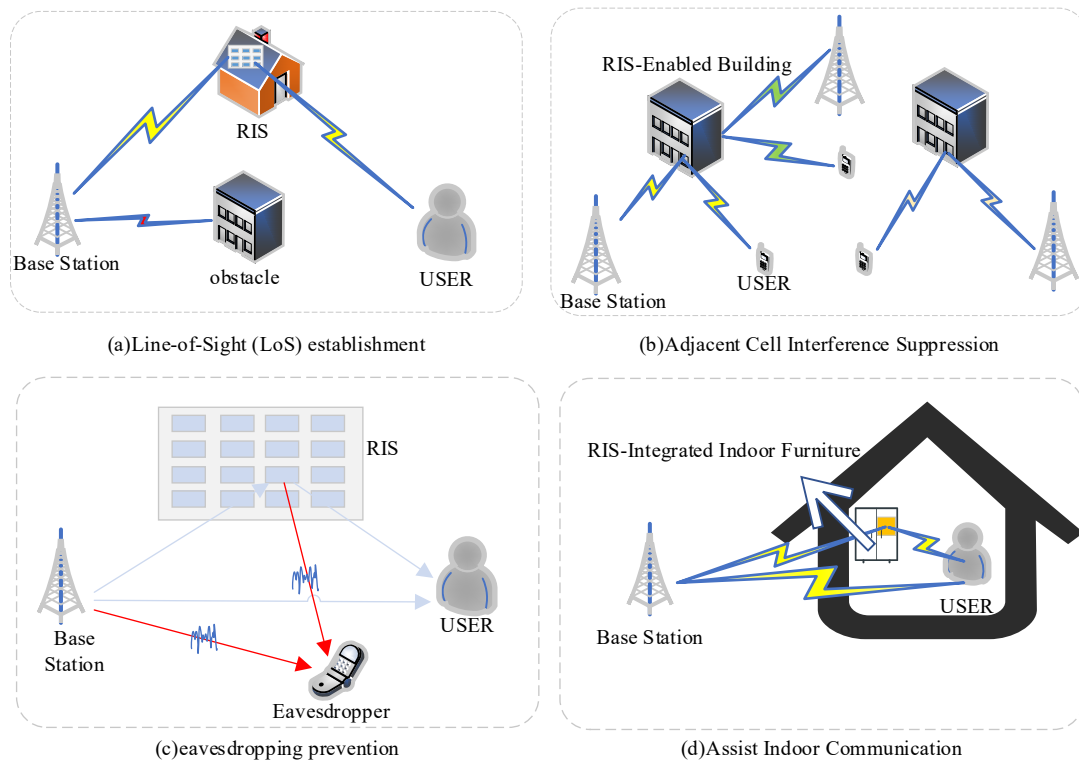 RIS
Base Station
obstacle
USER
(a)Line-of-Sight (LoS) establishment
RIS-Enabled Building
USER
Base Station
(b)Adjacent Cell Interference Suppression
RIS
Base
Station
USER
Eavesdropper
(c)eavesdropping prevention
RIS-Integrated Indoor Furniture
USER
Base Station
(d)Assist Indoor Communication